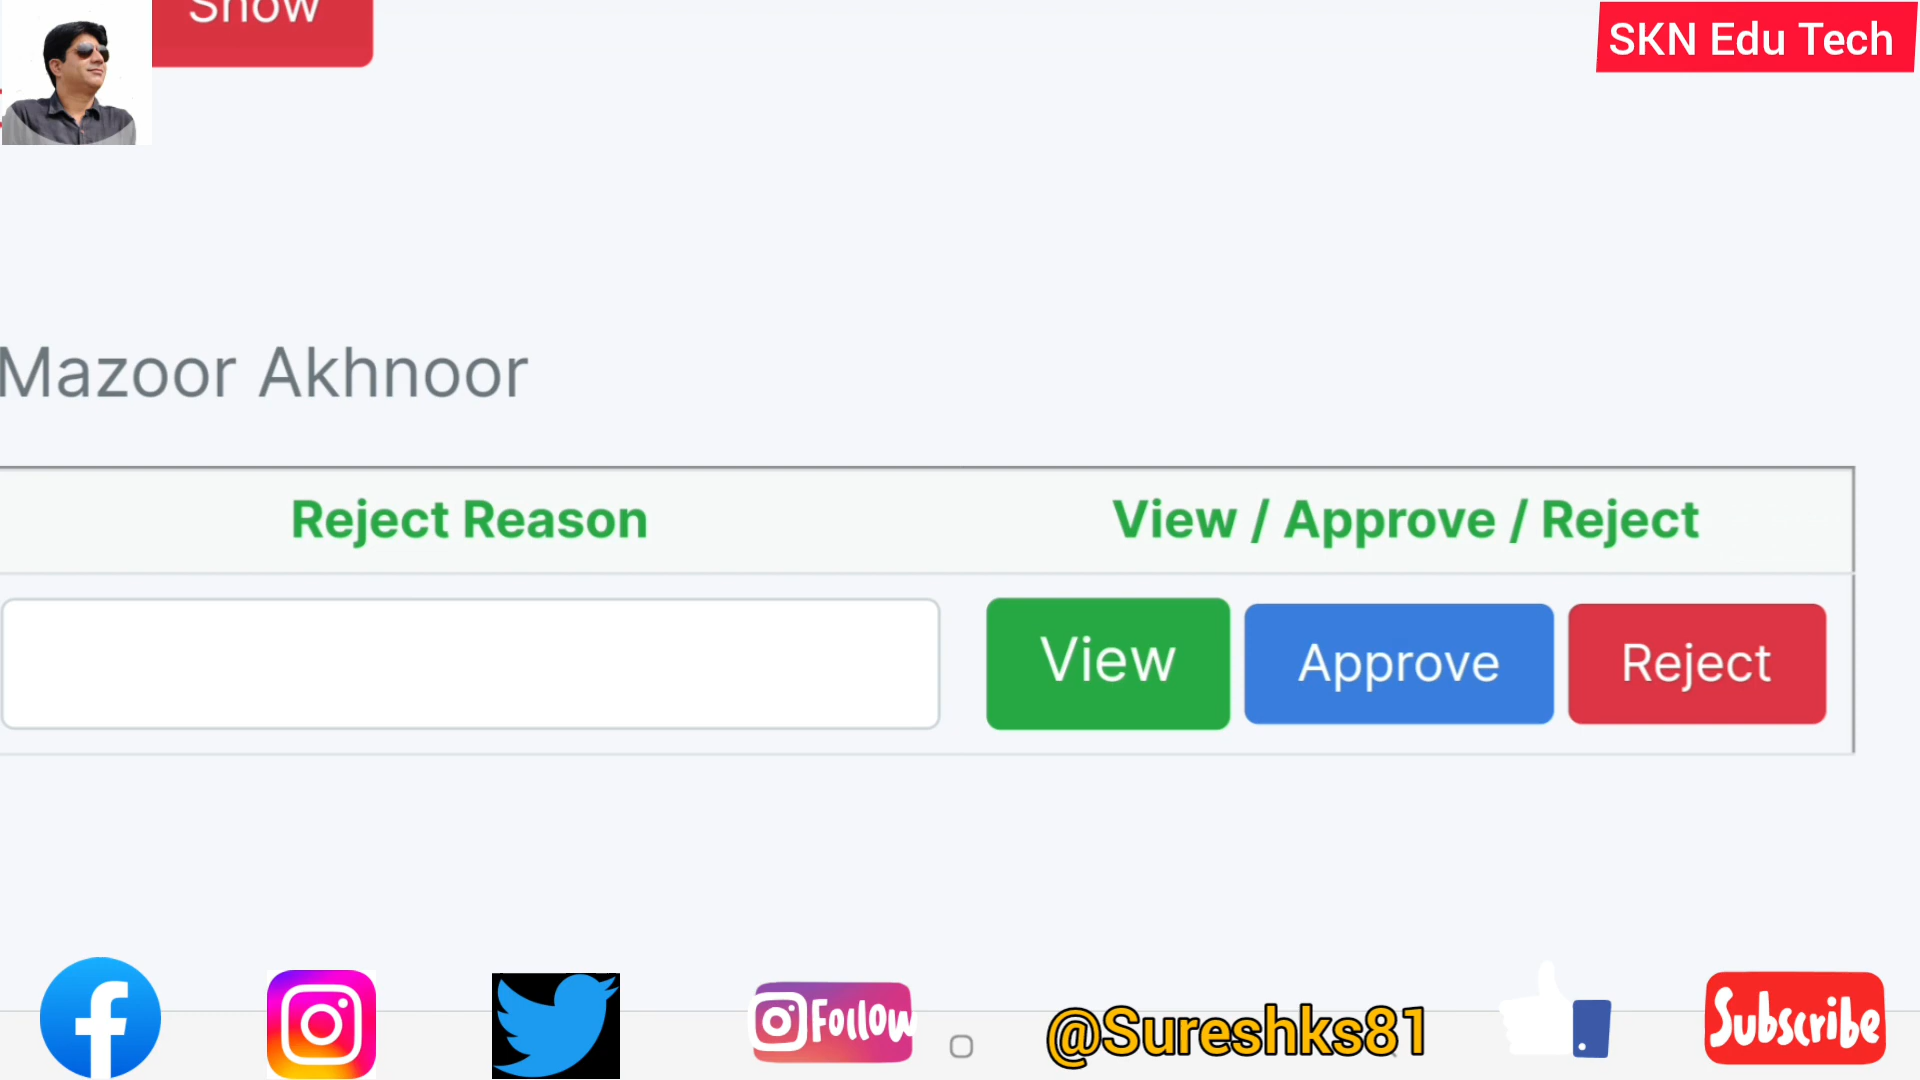 Show
SKN Edu Tech
Mazoor Akhnoor
Reject Reason
View / Approve / Reject
View
Approve
Reject
Follow
@Sureshks81
Subscribe